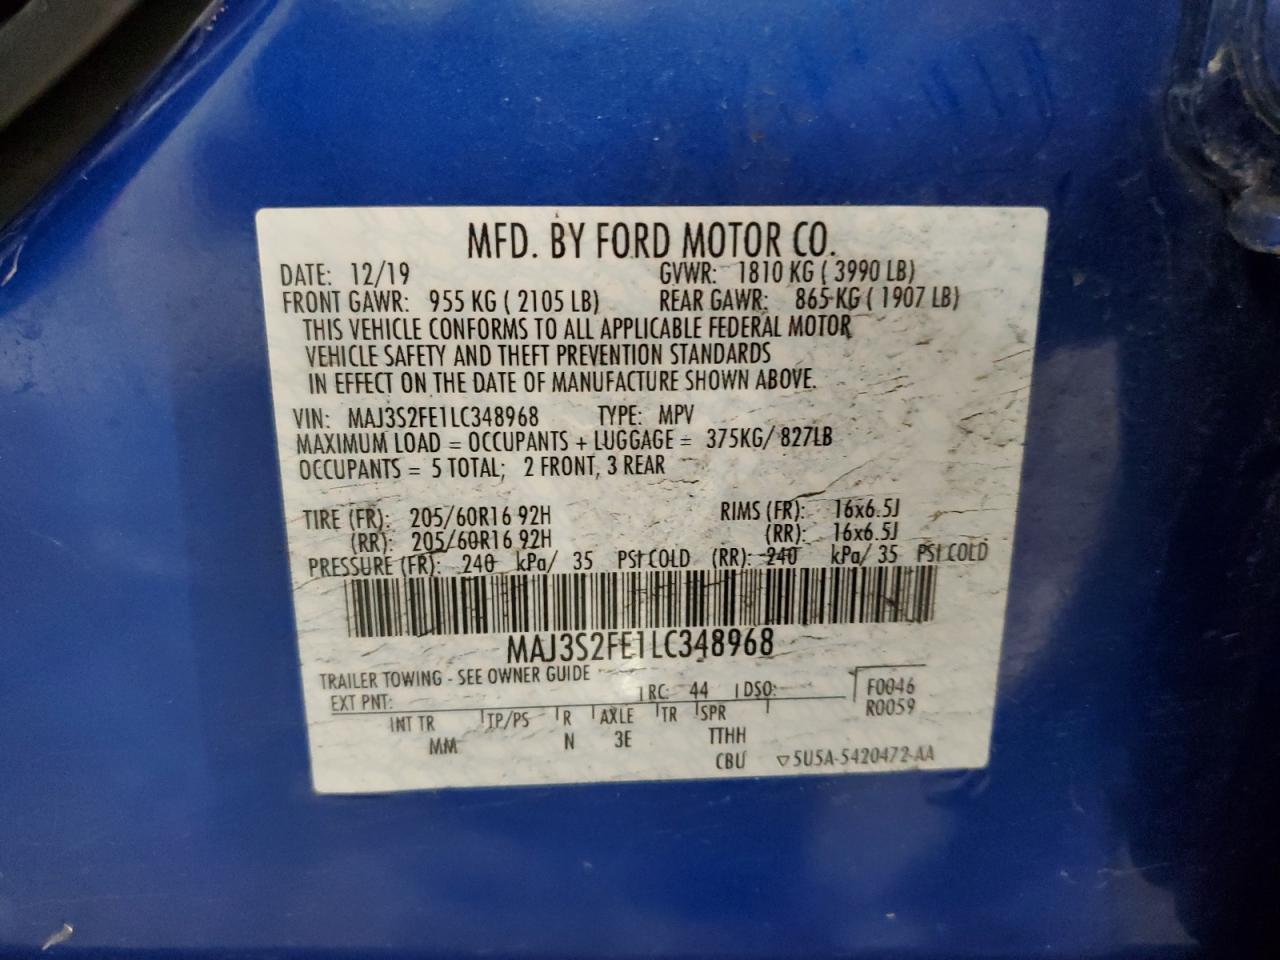 MFD. BY FORD MOTOR CO.
DATE: 12/19 GVWR: 1810 KG ( 3990 LB)
FRONT GAWR: 955 KG ( 2105 LB) REAR GAWR: 865 KG ( 1907 LB)
THIS VEHICLE CONFORMS TO ALL APPLICABLE FEDERAL MOTOR
VEHICLE SAFETY AND THEFT PREVENTION STANDARDS
IN EFFECT ON THE DATE OF MANUFACTURE SHOWN ABOVE.
VIN: MAJ3S2FE1LC348968 TYPE: MPV
MAXIMUM LOAD = OCCUPANTS + LUGGAGE = 375KG/ 827LB
OCCUPANTS = 5 TOTAL; 2 FRONT, 3 REAR
TIRE (FR): 205/60R16 92H RIMS (FR): 16x6.5J
(RR): 205/60R16 92H (RR): 16x6.5J
PRESSURE (FR): 240 kPa/ 35 PSI COLD (RR): 240 kPa/ 35 PSI COLD
MAJ3S2FE1LC348968
TRAILER TOWING - SEE OWNER GUIDE
EXT PNT: RC: 44 DSO: F0046
R0059
INT TR TP/PS R AXLE TR SPR
MM N 3E TTHH
CBU ▽5U5A-5420472-AA